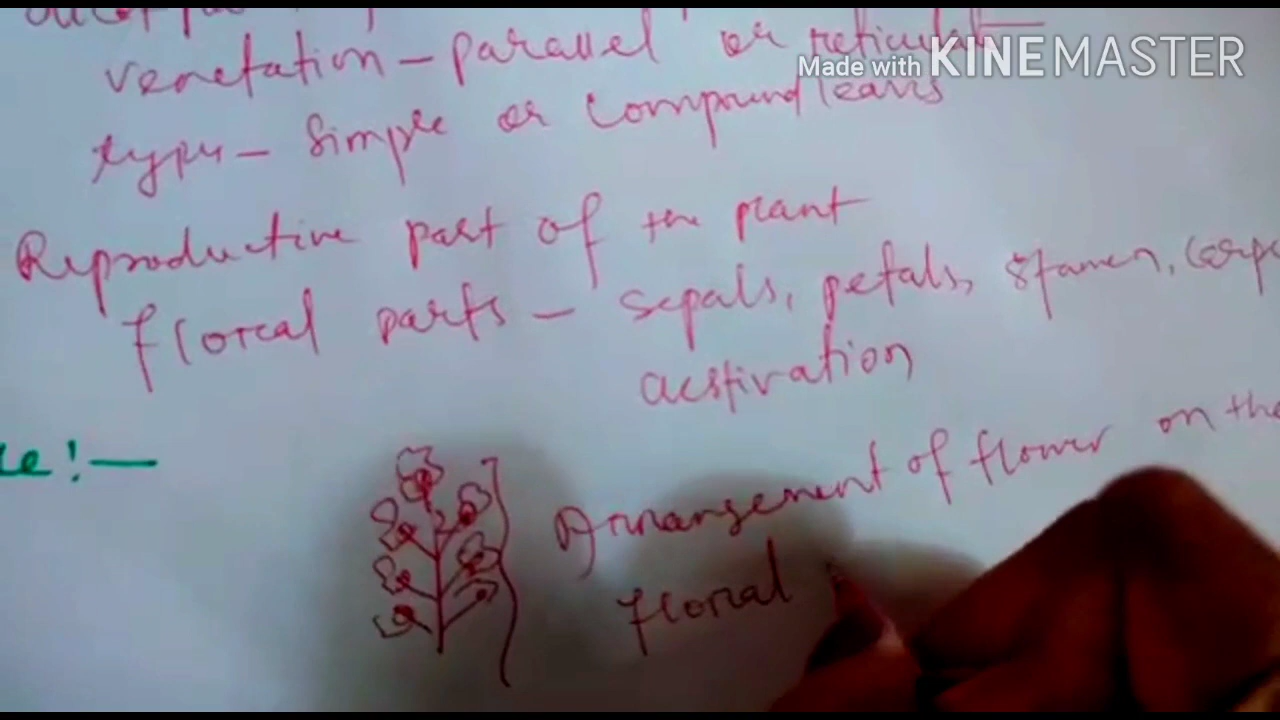 venetation - parallel or reticulate
Made with KINEMASTER
type - Simple or compound leaves
Reproductive part of the plant
floral parts - sepals, petals, stamen,
aestivation
!-
Arrangement of flower on the
floral